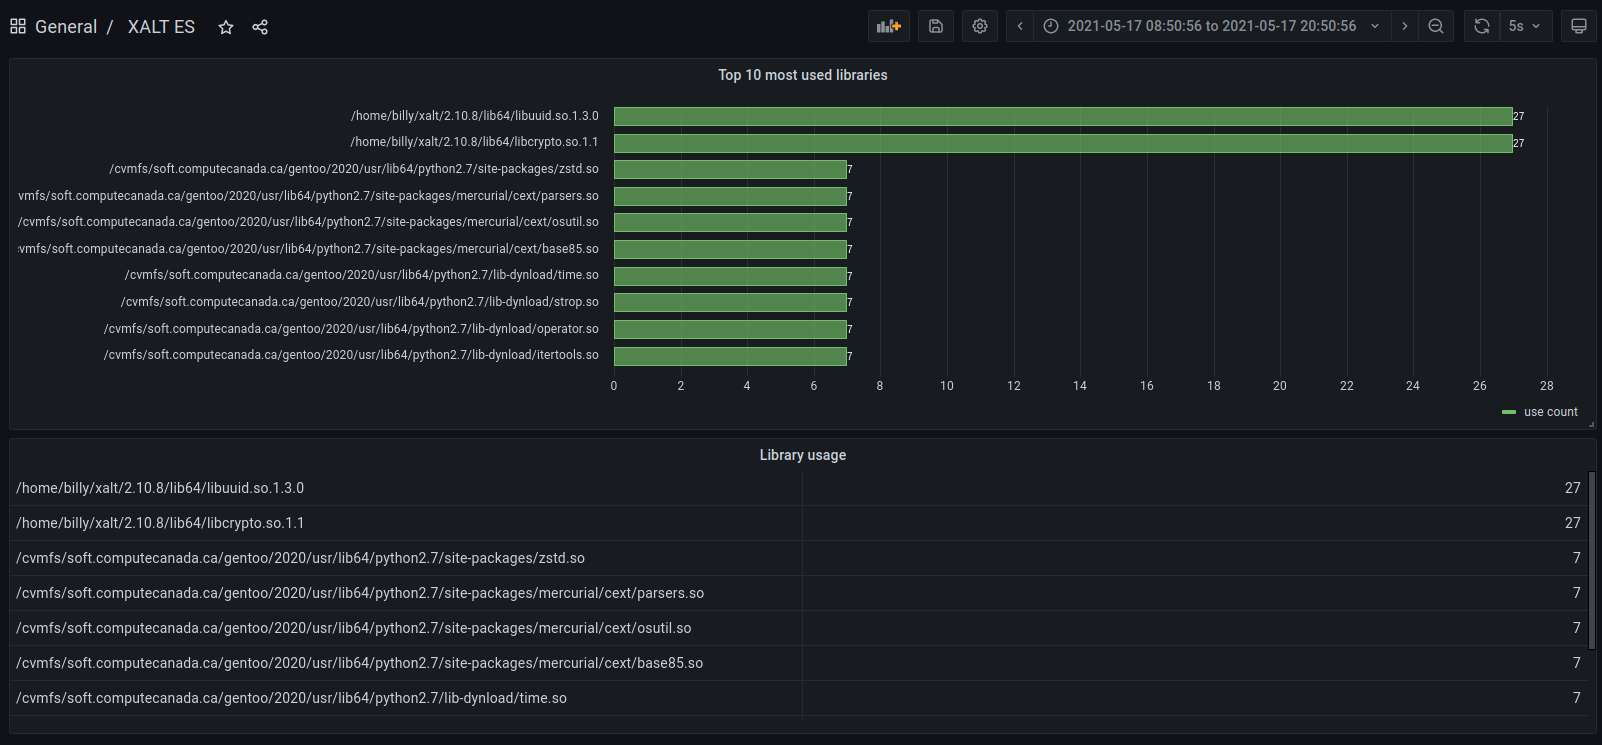 General / XALT ES
2021-05-17 08:50:56 to 2021-05-17 20:50:56
5s
Top 10 most used libraries
/home/billy/xalt/2.10.8/lib64/libuuid.so.1.3.0 27
/home/billy/xalt/2.10.8/lib64/libcrypto.so.1.1 27
/cvmfs/soft.computecanada.ca/gentoo/2020/usr/lib64/python2.7/site-packages/zstd.so 7
vmfs/soft.computecanada.ca/gentoo/2020/usr/lib64/python2.7/site-packages/mercurial/cext/parsers.so 7
/cvmfs/soft.computecanada.ca/gentoo/2020/usr/lib64/python2.7/site-packages/mercurial/cext/osutil.so 7
vmfs/soft.computecanada.ca/gentoo/2020/usr/lib64/python2.7/site-packages/mercurial/cext/base85.so 7
/cvmfs/soft.computecanada.ca/gentoo/2020/usr/lib64/python2.7/lib-dynload/time.so 7
/cvmfs/soft.computecanada.ca/gentoo/2020/usr/lib64/python2.7/lib-dynload/strop.so 7
/cvmfs/soft.computecanada.ca/gentoo/2020/usr/lib64/python2.7/lib-dynload/operator.so 7
/cvmfs/soft.computecanada.ca/gentoo/2020/usr/lib64/python2.7/lib-dynload/itertools.so 7
0 2 4 6 8 10 12 14 16 18 20 22 24 26 28
use count
Library usage
/home/billy/xalt/2.10.8/lib64/libuuid.so.1.3.0 27
/home/billy/xalt/2.10.8/lib64/libcrypto.so.1.1 27
/cvmfs/soft.computecanada.ca/gentoo/2020/usr/lib64/python2.7/site-packages/zstd.so 7
/cvmfs/soft.computecanada.ca/gentoo/2020/usr/lib64/python2.7/site-packages/mercurial/cext/parsers.so 7
/cvmfs/soft.computecanada.ca/gentoo/2020/usr/lib64/python2.7/site-packages/mercurial/cext/osutil.so 7
/cvmfs/soft.computecanada.ca/gentoo/2020/usr/lib64/python2.7/site-packages/mercurial/cext/base85.so 7
/cvmfs/soft.computecanada.ca/gentoo/2020/usr/lib64/python2.7/lib-dynload/time.so 7